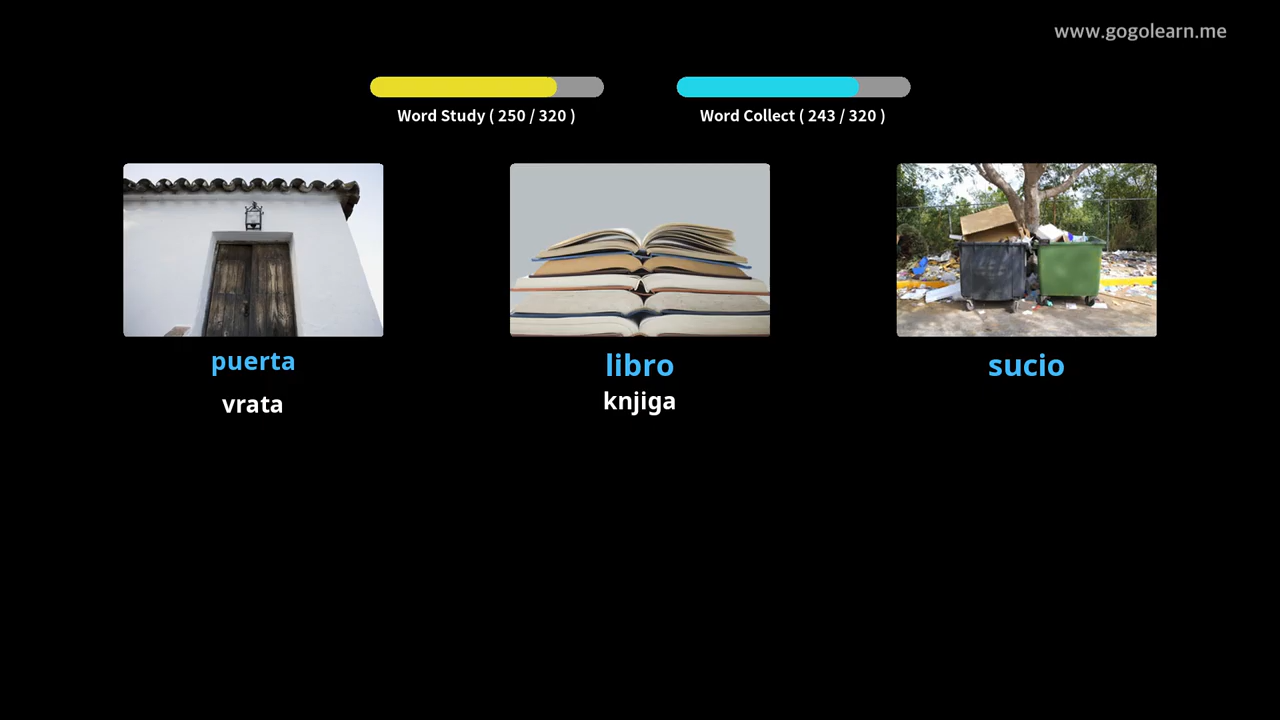 www.gogolearn.me
Word Study ( 250 / 320 )
Word Collect ( 243 / 320 )
puerta
libro
sucio
vrata
knjiga